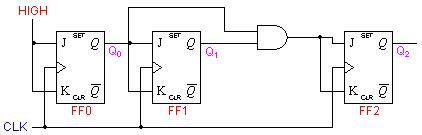 HIGH
SET
SET
SET
J
Q
J
Q
J
Q
Q0
Q1
Q2
K
Q
K
Q
K
Q
CLR
CLR
CLR
CLK
FF0
FF1
FF2